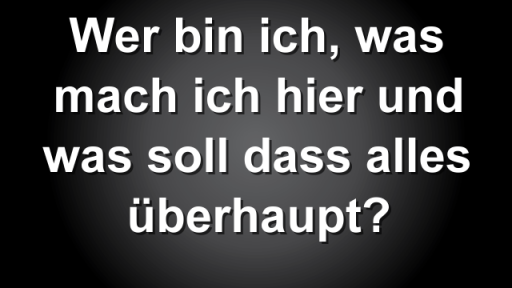 Wer bin ich, was
mach ich hier und
was soll dass alles
überhaupt?